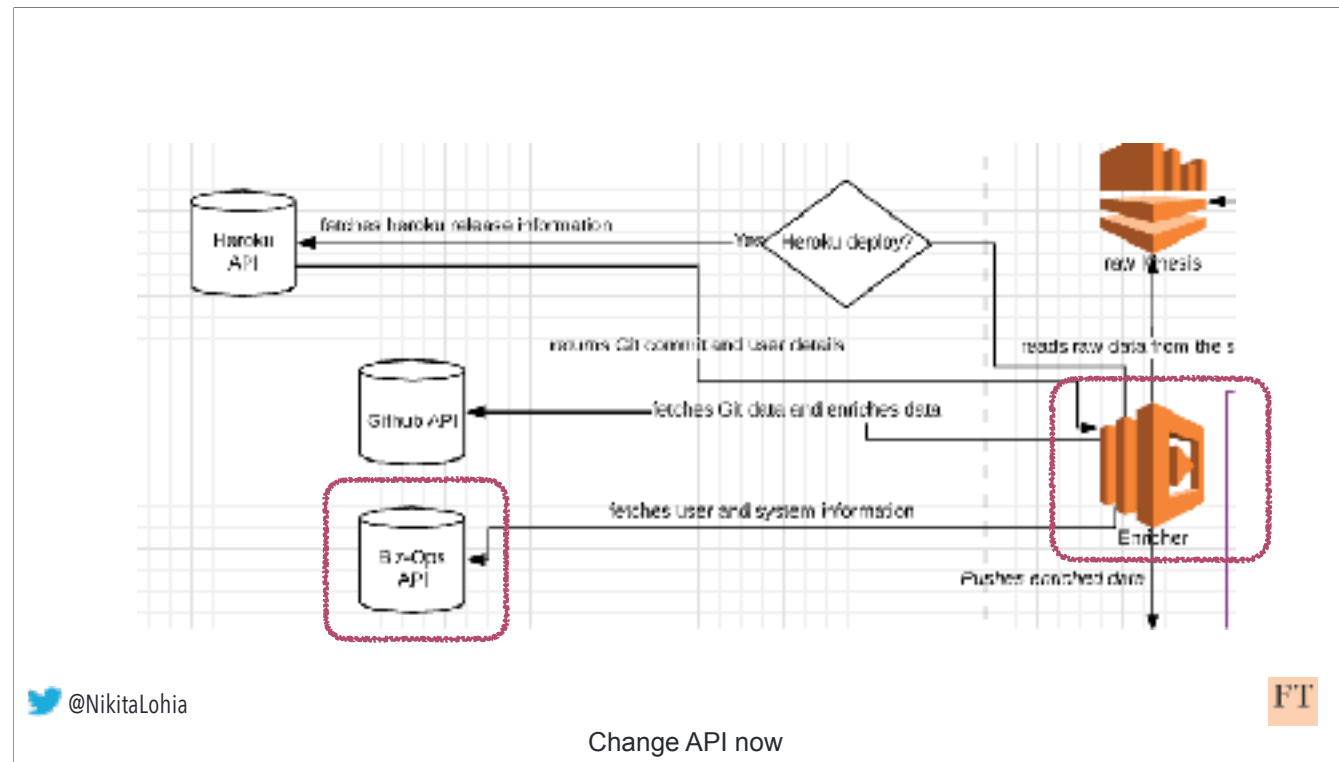 fetches heroku release information
Heroku
API
Yes
Heroku deploy?
raw kinesis
returns Git commit and user details
reads raw data from the s
Github API
fetches Git data and enriches data
fetches user and system information
Biz-Ops
API
Enricher
Pushes enriched data
@NikitaLohia
FT
Change API now